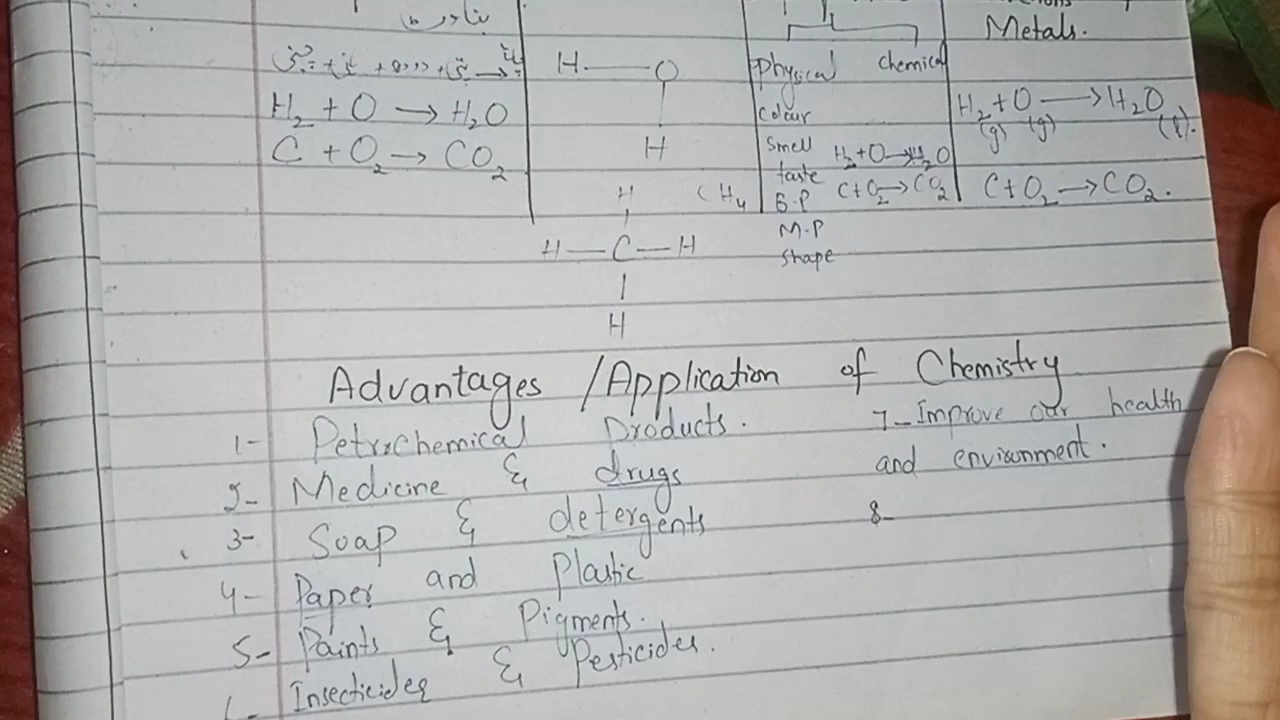 Metals.
H₂ + O → H₂O
C + O₂ → CO₂
H — O
H
CH₄
H
H — C — H
H
Physical
Colour
Smell
taste
B.P
M.P
Shape
Chemical
H₂+O → H₂O
C+O₂ → CO₂
H₂ + O → H₂O
(g) (g) (l).
C+O₂ → CO₂.
Advantages / Application of Chemistry
1- Petrochemical Products.
2- Medicine & drugs
3- Soap & detergents
4- Paper and Plastic
5- Paints & Pigments.
Insecticides & Pesticides.
7- Improve our health
and environment.
8-